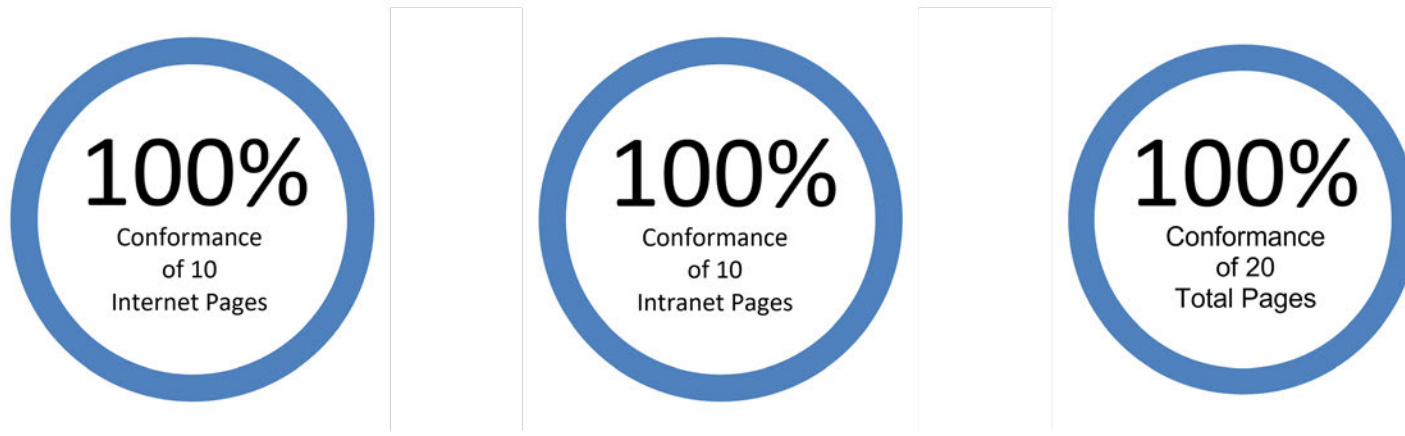 100%
Conformance
of 10
Internet Pages
100%
Conformance
of 10
Intranet Pages
100%
Conformance
of 20
Total Pages